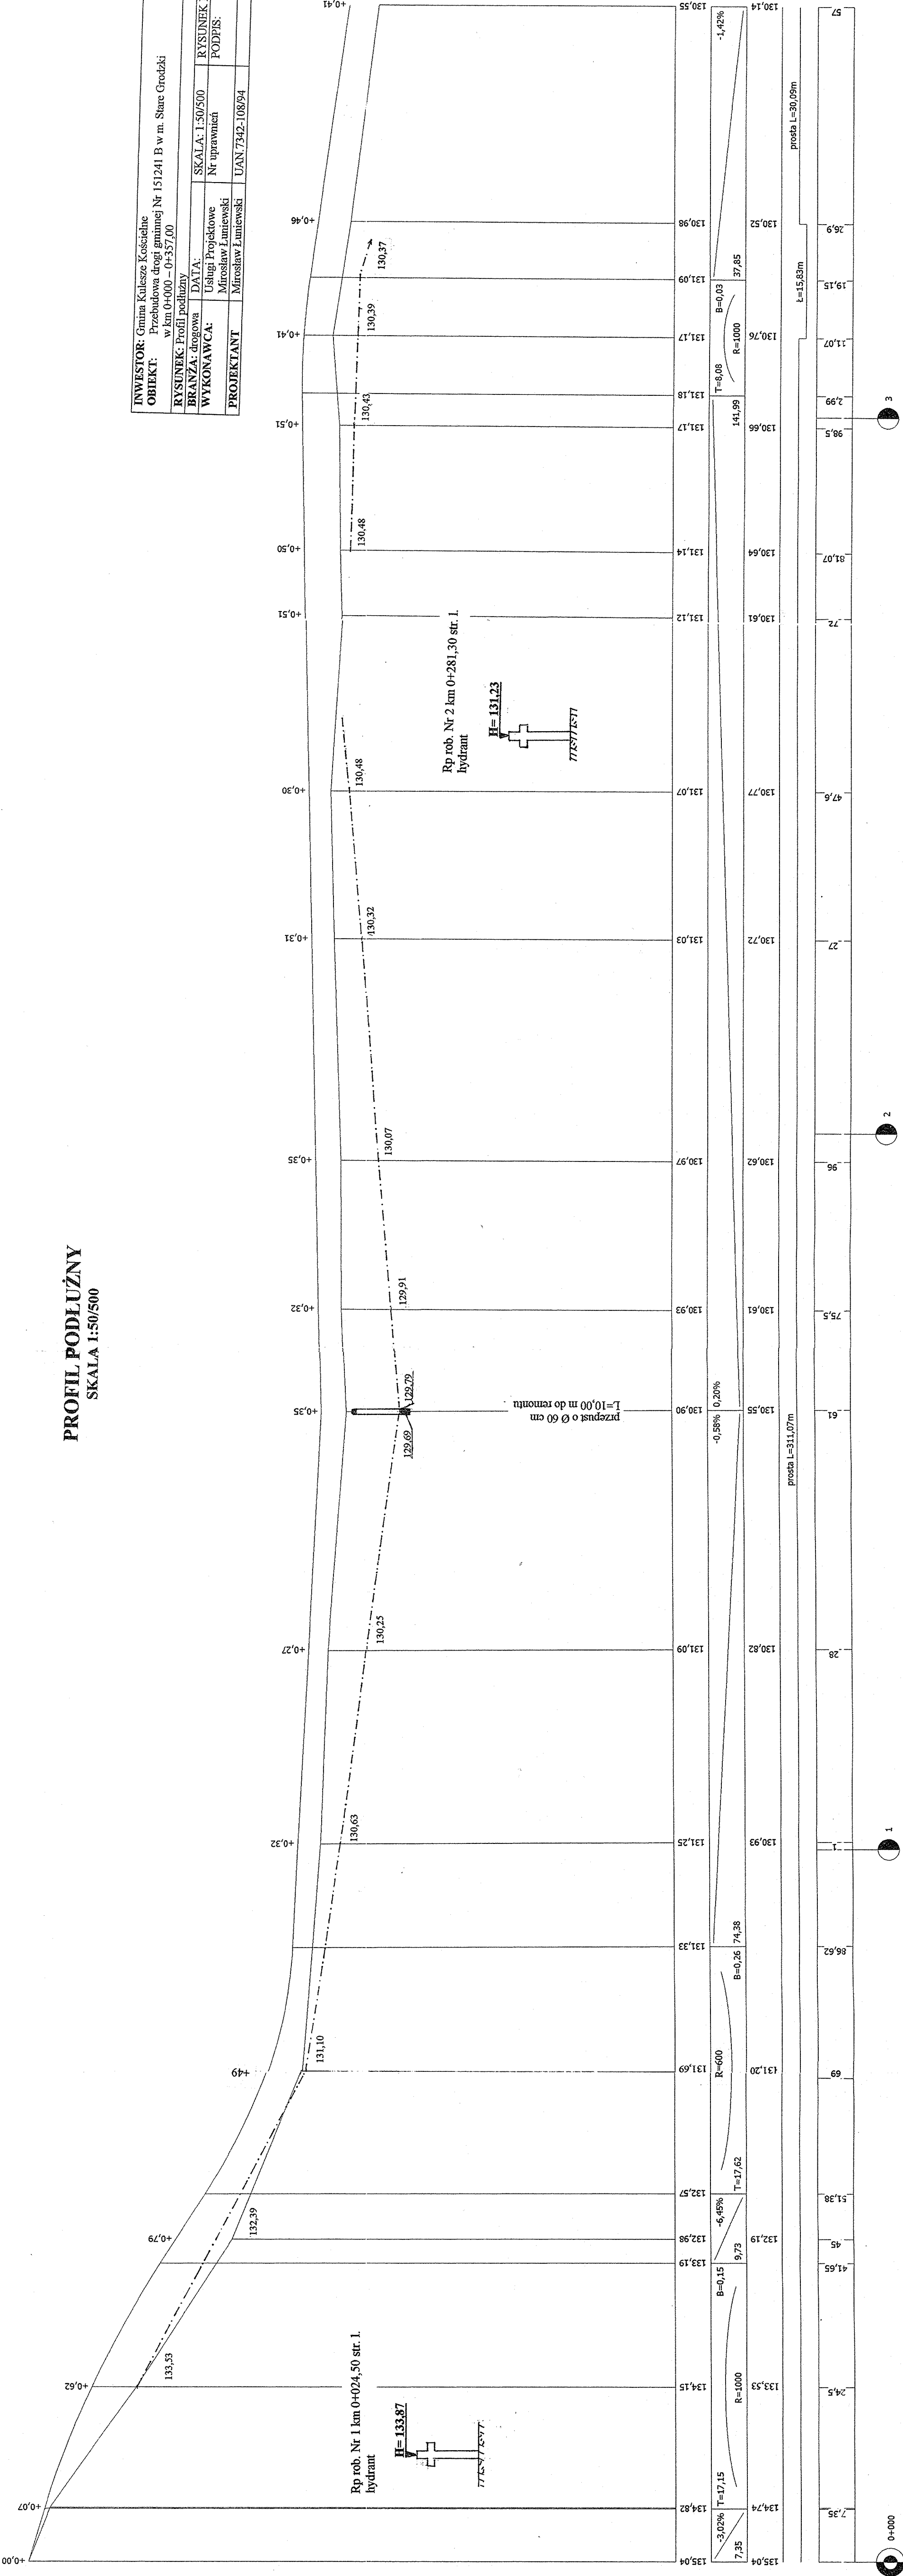 PROFIL PODŁUŻNY
SKALA 1:50/500
INWESTOR: Gmina Kulesze Kościelne
OBIEKT: Przebudowa drogi gminnej Nr 151241 B w m. Stare Grodzki
w km 0+000 – 0+357,00
RYSUNEK: Profil podłużny
BRANŻA: drogowa DATA: SKALA: 1:50/500 RYSUNEK
WYKONAWCA: Usługi Projektowe Nr uprawnień PODPIS:
Mirosław Łuniewski
PROJEKTANT Mirosław Łuniewski UAN.7342-108/94
+0,00 +0,07 +0,62 +0,79 +49 +0,32 +0,27 +0,35 +0,32 +0,35 +0,31 +0,30 +0,51 +0,50 +0,51 +0,41 +0,46 +0,41
133,53 132,39 131,10 130,63 130,25 129,69 129,79 129,91 130,07 130,32 130,48 130,48 130,43 130,39 130,37
Rp rob. Nr 1 km 0+024,50 str. l.
hydrant
H= 133,87
przepust Ø o 60 cm
L=10,00 m do remontu
Rp rob. Nr 2 km 0+281,30 str. l.
hydrant
H= 131,23
135,04 134,82 134,15 133,19 132,98 132,57 131,69 131,33 131,25 131,09 130,90 130,93 130,97 131,03 131,07 131,12 131,14 131,17 131,18 131,17 131,09 130,98 130,55
-3,02% T=17,15 B=0,15 -6,45% T=17,62 R=600 B=0,26 -0,58% 0,20% T=8,08 B=0,03 -1,42%
7,35 R=1000 9,73 74,38 141,99 R=1000 37,85
135,04 134,74 133,53 132,19 131,20 130,93 130,82 130,55 130,61 130,62 130,72 130,77 130,61 130,64 130,66 130,76 130,52 130,14
prosta L=311,07m Ł=15,83m prosta L=30,09m
7,35 24,5 41,65 45 51,38 69 86,62 1 28 61 75,5 96 27 47,6 72 81,07 98,5 2,99 11,07 19,15 26,9 57
0+000 1 2 3